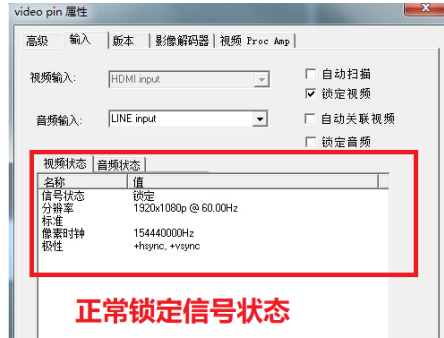 video pin 属性
高级 输入 版本 影像解码器 视频 Proc Amp
视频输入: HDMI input 自动扫描
锁定视频
音频输入: LINE input 自动关联视频
锁定音频
视频状态 音频状态
名称 值
信号状态 锁定
分辨率 1920x1080p @ 60.00Hz
标准
像素时钟 154440000Hz
极性 +hsync, +vsync
正常锁定信号状态